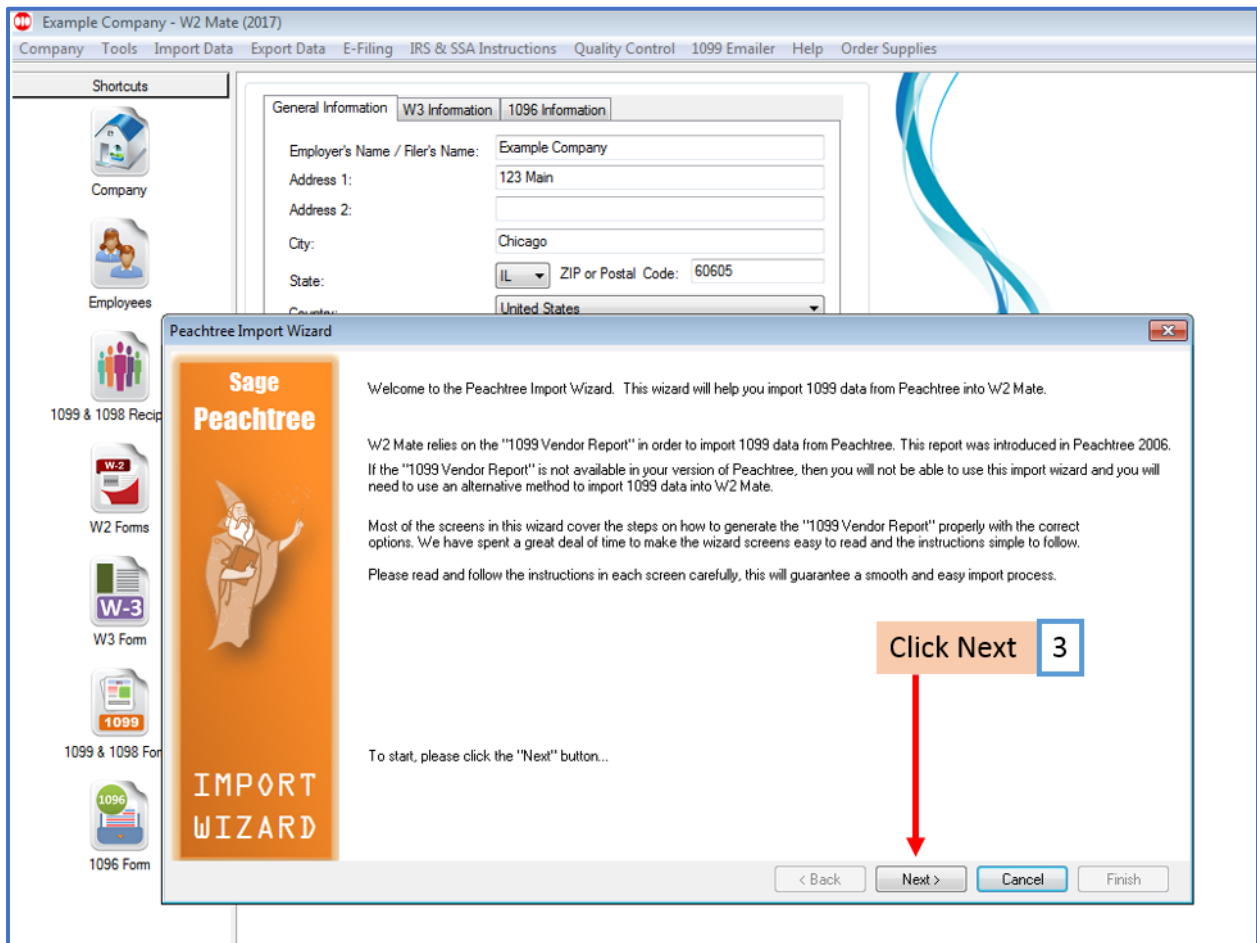 Example Company - W2 Mate (2017)
Company Tools Import Data Export Data E-Filing IRS & SSA Instructions Quality Control 1099 Emailer Help Order Supplies
Shortcuts
Company
Employees
1099 & 1098 Recip
W-2
W2 Forms
W-3
W3 Form
1099
1099 & 1098 For
1096
1096 Form
General Information W3 Information 1096 Information
Employer's Name / Filer's Name: Example Company
Address 1: 123 Main
Address 2:
City: Chicago
State: IL ZIP or Postal Code: 60605
Country: United States
Peachtree Import Wizard
Sage
Peachtree
IMPORT
WIZARD
Welcome to the Peachtree Import Wizard. This wizard will help you import 1099 data from Peachtree into W2 Mate.
W2 Mate relies on the "1099 Vendor Report" in order to import 1099 data from Peachtree. This report was introduced in Peachtree 2006.
If the "1099 Vendor Report" is not available in your version of Peachtree, then you will not be able to use this import wizard and you will
need to use an alternative method to import 1099 data into W2 Mate.
Most of the screens in this wizard cover the steps on how to generate the "1099 Vendor Report" properly with the correct
options. We have spent a great deal of time to make the wizard screens easy to read and the instructions simple to follow.
Please read and follow the instructions in each screen carefully, this will guarantee a smooth and easy import process.
Click Next 3
To start, please click the "Next" button...
< Back Next > Cancel Finish